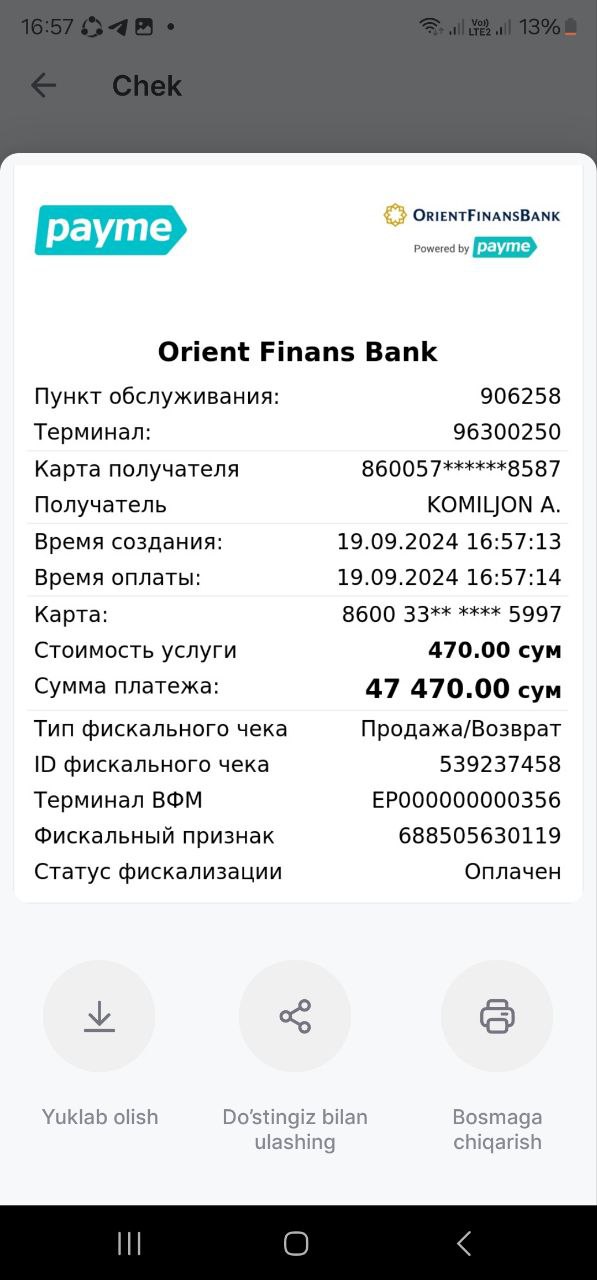 16:57
Vo)) LTE2
13%
Chek
payme
ORIENTFINANSBANK
Powered by payme
Orient Finans Bank
Пункт обслуживания: 906258
Терминал: 96300250
Карта получателя 860057******8587
Получатель KOMILJON A.
Время создания: 19.09.2024 16:57:13
Время оплаты: 19.09.2024 16:57:14
Карта: 8600 33** **** 5997
Стоимость услуги 470.00 сум
Сумма платежа: 47 470.00 сум
Тип фискального чека Продажа/Возврат
ID фискального чека 539237458
Терминал ВФМ EP000000000356
Фискальный признак 688505630119
Статус фискализации Оплачен
Yuklab olish
Do‘stingiz bilan ulashing
Bosmaga chiqarish